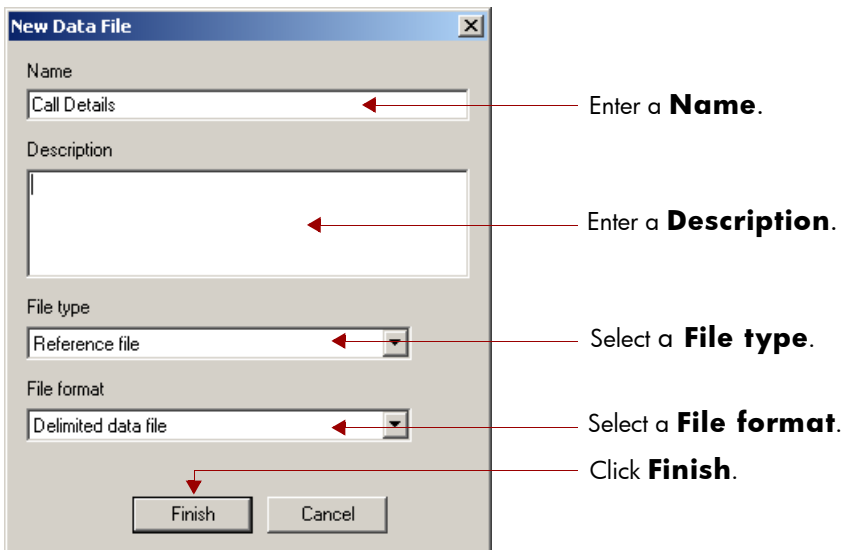 New Data File
Name
Call Details
Enter a Name.
Description
Enter a Description.
File type
Reference file
Select a File type.
File format
Delimited data file
Select a File format.
Click Finish.
Finish
Cancel